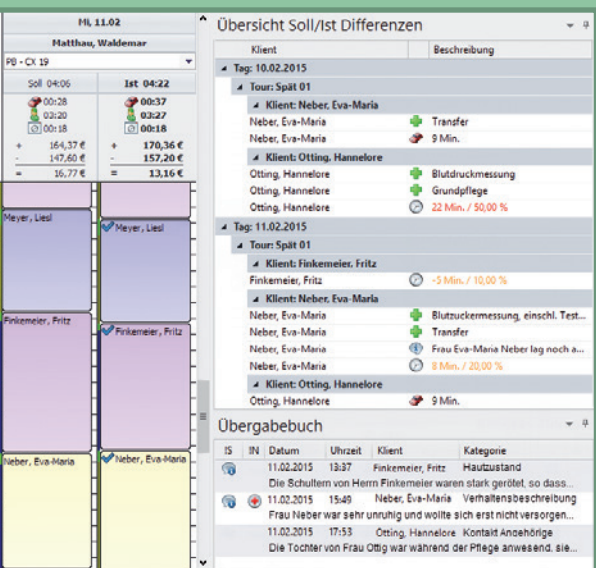 Mi, 11.02
Matthau, Waldemar
PB - CX 19
Soll 04:06 Ist 04:22
00:28 00:37
03:20 03:27
00:18 00:18
+ 164,37 € + 170,36 €
- 147,60 € - 157,20 €
= 16,77 € = 13,16 €
Meyer, Liesl Meyer, Liesl
Finkemeier, Fritz Finkemeier, Fritz
Neber, Eva-Maria Neber, Eva-Maria
Übersicht Soll/Ist Differenzen
Klient Beschreibung
Tag: 10.02.2015
Tour: Spät 01
Klient: Neber, Eva-Maria
Neber, Eva-Maria Transfer
Neber, Eva-Maria 9 Min.
Klient: Otting, Hannelore
Otting, Hannelore Blutdruckmessung
Otting, Hannelore Grundpflege
Otting, Hannelore 22 Min. / 50,00 %
Tag: 11.02.2015
Tour: Spät 01
Klient: Finkemeier, Fritz
Finkemeier, Fritz -5 Min. / 10,00 %
Klient: Neber, Eva-Maria
Neber, Eva-Maria Blutzuckermessung, einschl. Test...
Neber, Eva-Maria Transfer
Neber, Eva-Maria Frau Eva-Maria Neber lag noch a...
Neber, Eva-Maria 8 Min. / 20,00 %
Klient: Otting, Hannelore
Otting, Hannelore 9 Min.
Übergabebuch
IS IN Datum Uhrzeit Klient Kategorie
11.02.2015 13:37 Finkemeier, Fritz Hautzustand
Die Schultern von Herrn Finkemeier waren stark gerötet, so dass...
11.02.2015 15:49 Neber, Eva-Maria Verhaltensbeschreibung
Frau Neber war sehr unruhig und wollte sich erst nicht versorgen...
11.02.2015 17:53 Otting, Hannelore Kontakt Angehörige
Die Tochter von Frau Ottig war während der Pflege anwesend, sie...